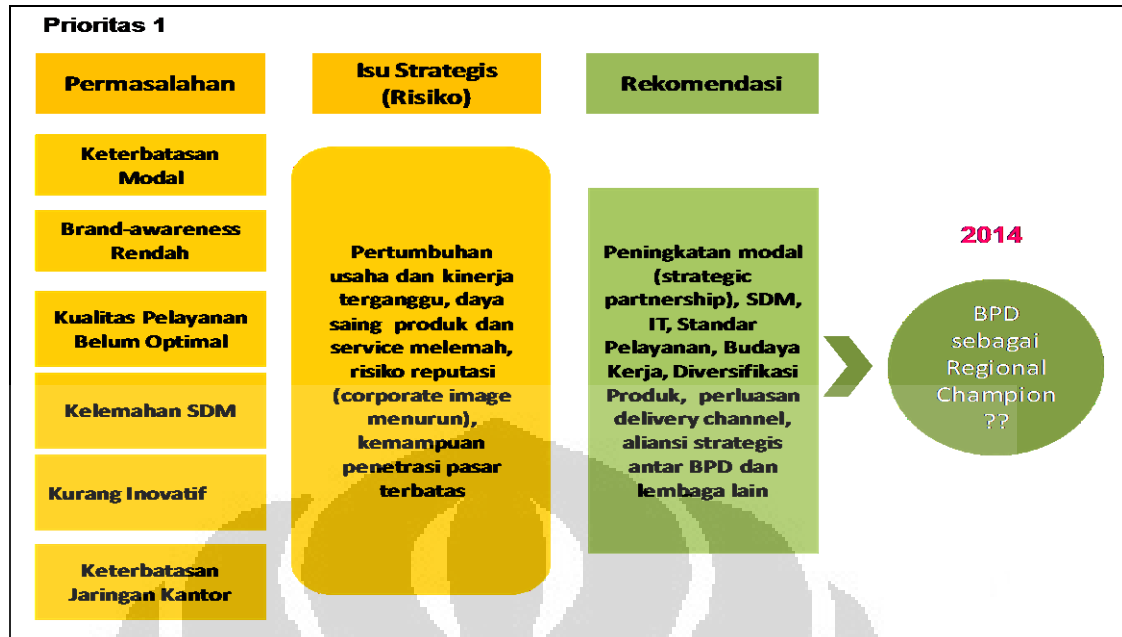 Prioritas 1
Permasalahan
Isu Strategis
(Risiko)
Rekomendasi
Keterbatasan
Modal
Brand-awareness
Rendah
Kualitas Pelayanan
Belum Optimal
Kelemahan SDM
Kurang Inovatif
Keterbatasan
Jaringan Kantor
Pertumbuhan
usaha dan kinerja
terganggu, daya
saing produk dan
service melemah,
risiko reputasi
(corporate image
menurun),
kemampuan
penetrasi pasar
terbatas
Peningkatan modal
(strategic
partnership), SDM,
IT, Standar
Pelayanan, Budaya
Kerja, Diversifikasi
Produk, perluasan
delivery channel,
aliansi strategis
antar BPD dan
lembaga lain
2014
BPD
sebagai
Regional
Champion
??